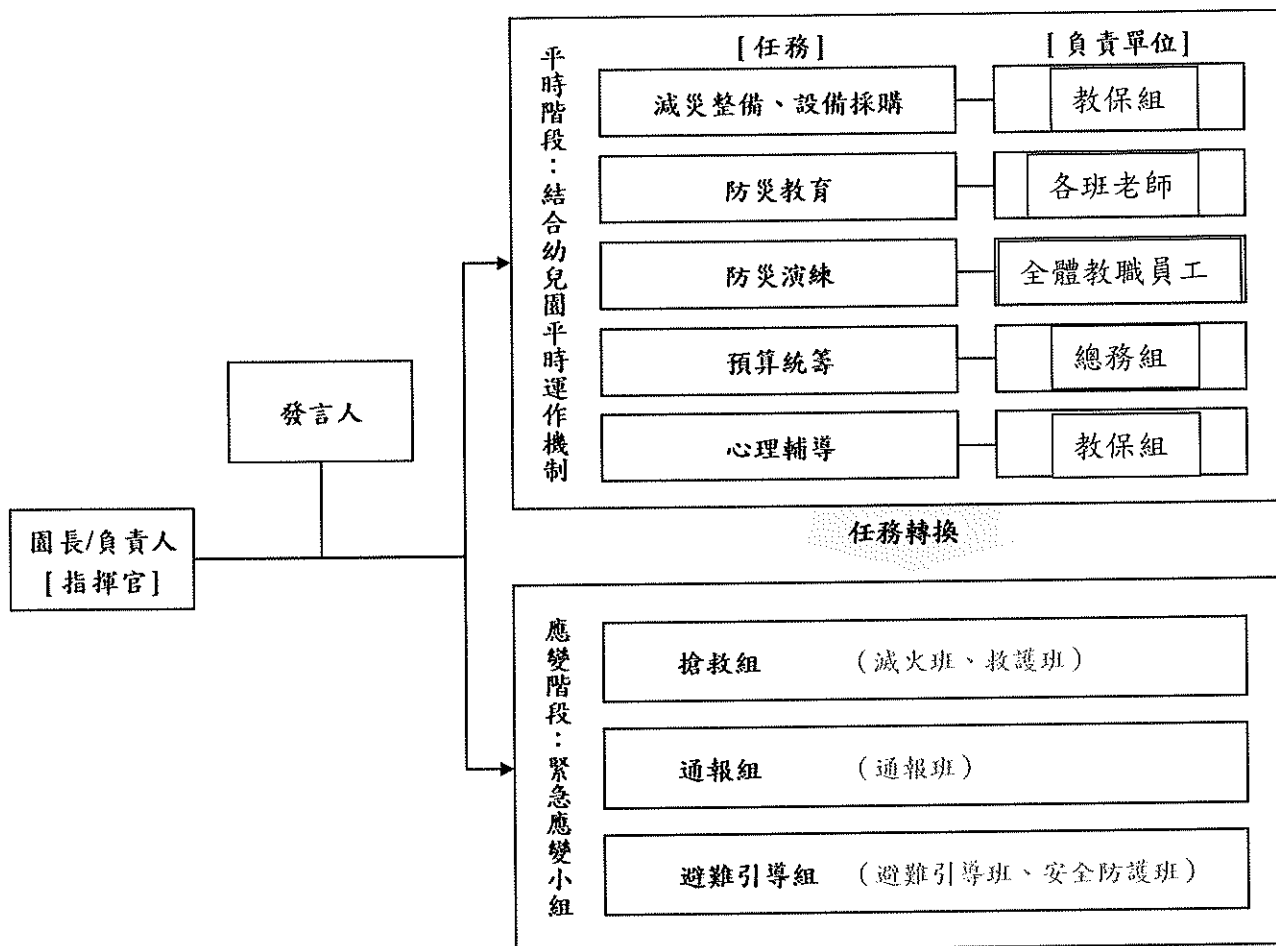 [任務]
[負責單位]
平時階段：結合幼兒園平時運作機制
減災整備、設備採購
教保組
防災教育
各班老師
防災演練
全體教職員工
預算統籌
總務組
心理輔導
教保組
發言人
園長/負責人
[指揮官]
任務轉換
應變階段：緊急應變小組
搶救組 （滅火班、救護班）
通報組 （通報班）
避難引導組 （避難引導班、安全防護班）